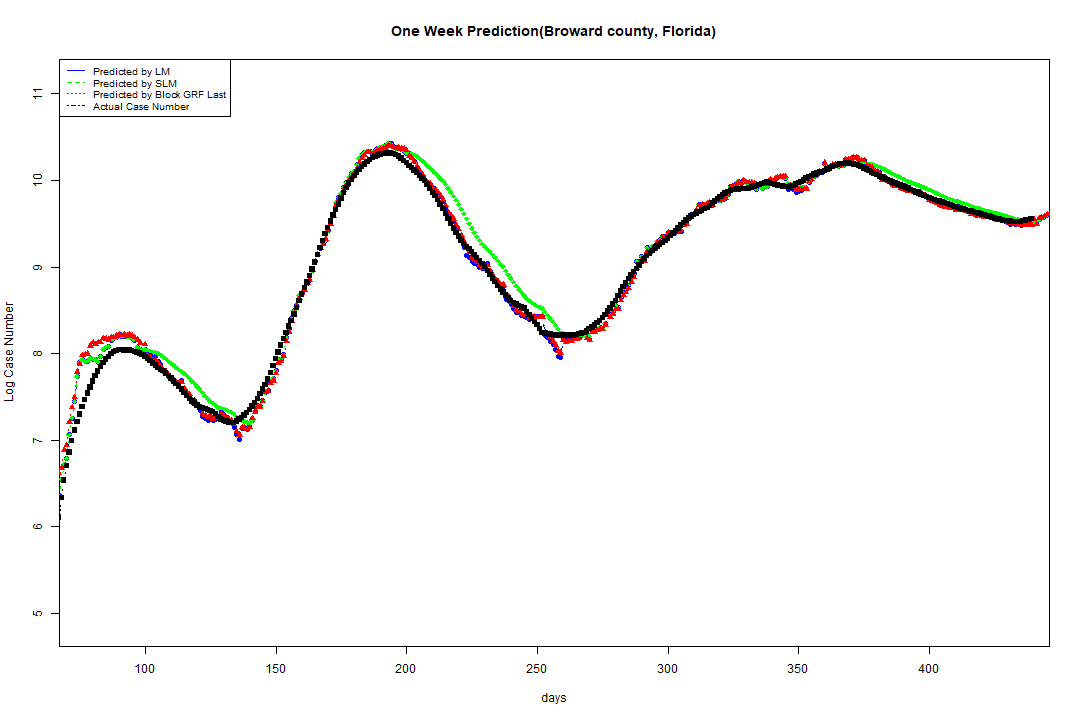 One Week Prediction(Broward county, Florida)
Predicted by LM
Predicted by SLM
Predicted by Block GRF Last
Actual Case Number
11
10
9
8
7
6
5
Log Case Number
100 150 200 250 300 350 400
days